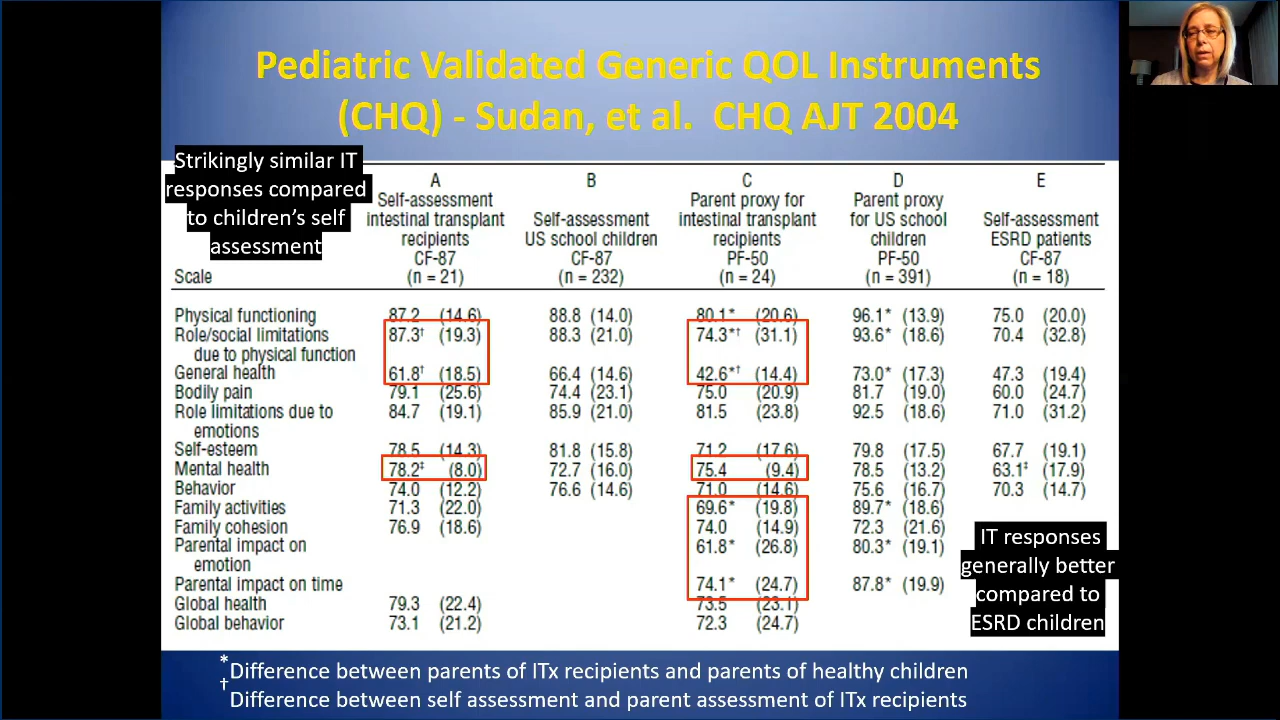 Pediatric Validated Generic QOL Instruments
(CHQ) - Sudan, et al. CHQ AJT 2004
Strikingly similar IT
responses compared
to children's self
assessment
A B C D E
Self-assessment Parent proxy for Parent proxy
intestinal transplant Self-assessment intestinal transplant for US school Self-assessment
recipients US school children recipients children ESRD patients
CF-87 CF-87 PF-50 PF-50 CF-87
Scale (n = 21) (n = 232) (n = 24) (n = 391) (n = 18)
Physical functioning 87.2 (14.6) 88.8 (14.0) 80.1* (20.6) 96.1* (13.9) 75.0 (20.0)
Role/social limitations 87.3† (19.3) 88.3 (21.0) 74.3*† (31.1) 93.6* (18.6) 70.4 (32.8)
due to physical function
General health 61.8† (18.5) 66.4 (14.6) 42.6*† (14.4) 73.0* (17.3) 47.3 (19.4)
Bodily pain 79.1 (25.6) 74.4 (23.1) 75.0 (20.9) 81.7 (19.0) 60.0 (24.7)
Role limitations due to 84.7 (19.1) 85.9 (21.0) 81.5 (23.8) 92.5 (18.6) 71.0 (31.2)
emotions
Self-esteem 78.5 (14.3) 81.8 (15.8) 71.2 (17.6) 79.8 (17.5) 67.7 (19.1)
Mental health 78.2‡ (8.0) 72.7 (16.0) 75.4 (9.4) 78.5 (13.2) 63.1‡ (17.9)
Behavior 74.0 (12.2) 76.6 (14.6) 71.0 (14.6) 75.6 (16.7) 70.3 (14.7)
Family activities 71.3 (22.0) 69.6* (19.8) 89.7* (18.6)
Family cohesion 76.9 (18.6) 74.0 (14.9) 72.3 (21.6)
Parental impact on 61.8* (26.8) 80.3* (19.1)
emotion
Parental impact on time 74.1* (24.7) 87.8* (19.9)
Global health 79.3 (22.4) 73.5 (23.1)
Global behavior 73.1 (21.2) 72.3 (24.7)
IT responses
generally better
compared to
ESRD children
*Difference between parents of ITx recipients and parents of healthy children
†Difference between self assessment and parent assessment of ITx recipients